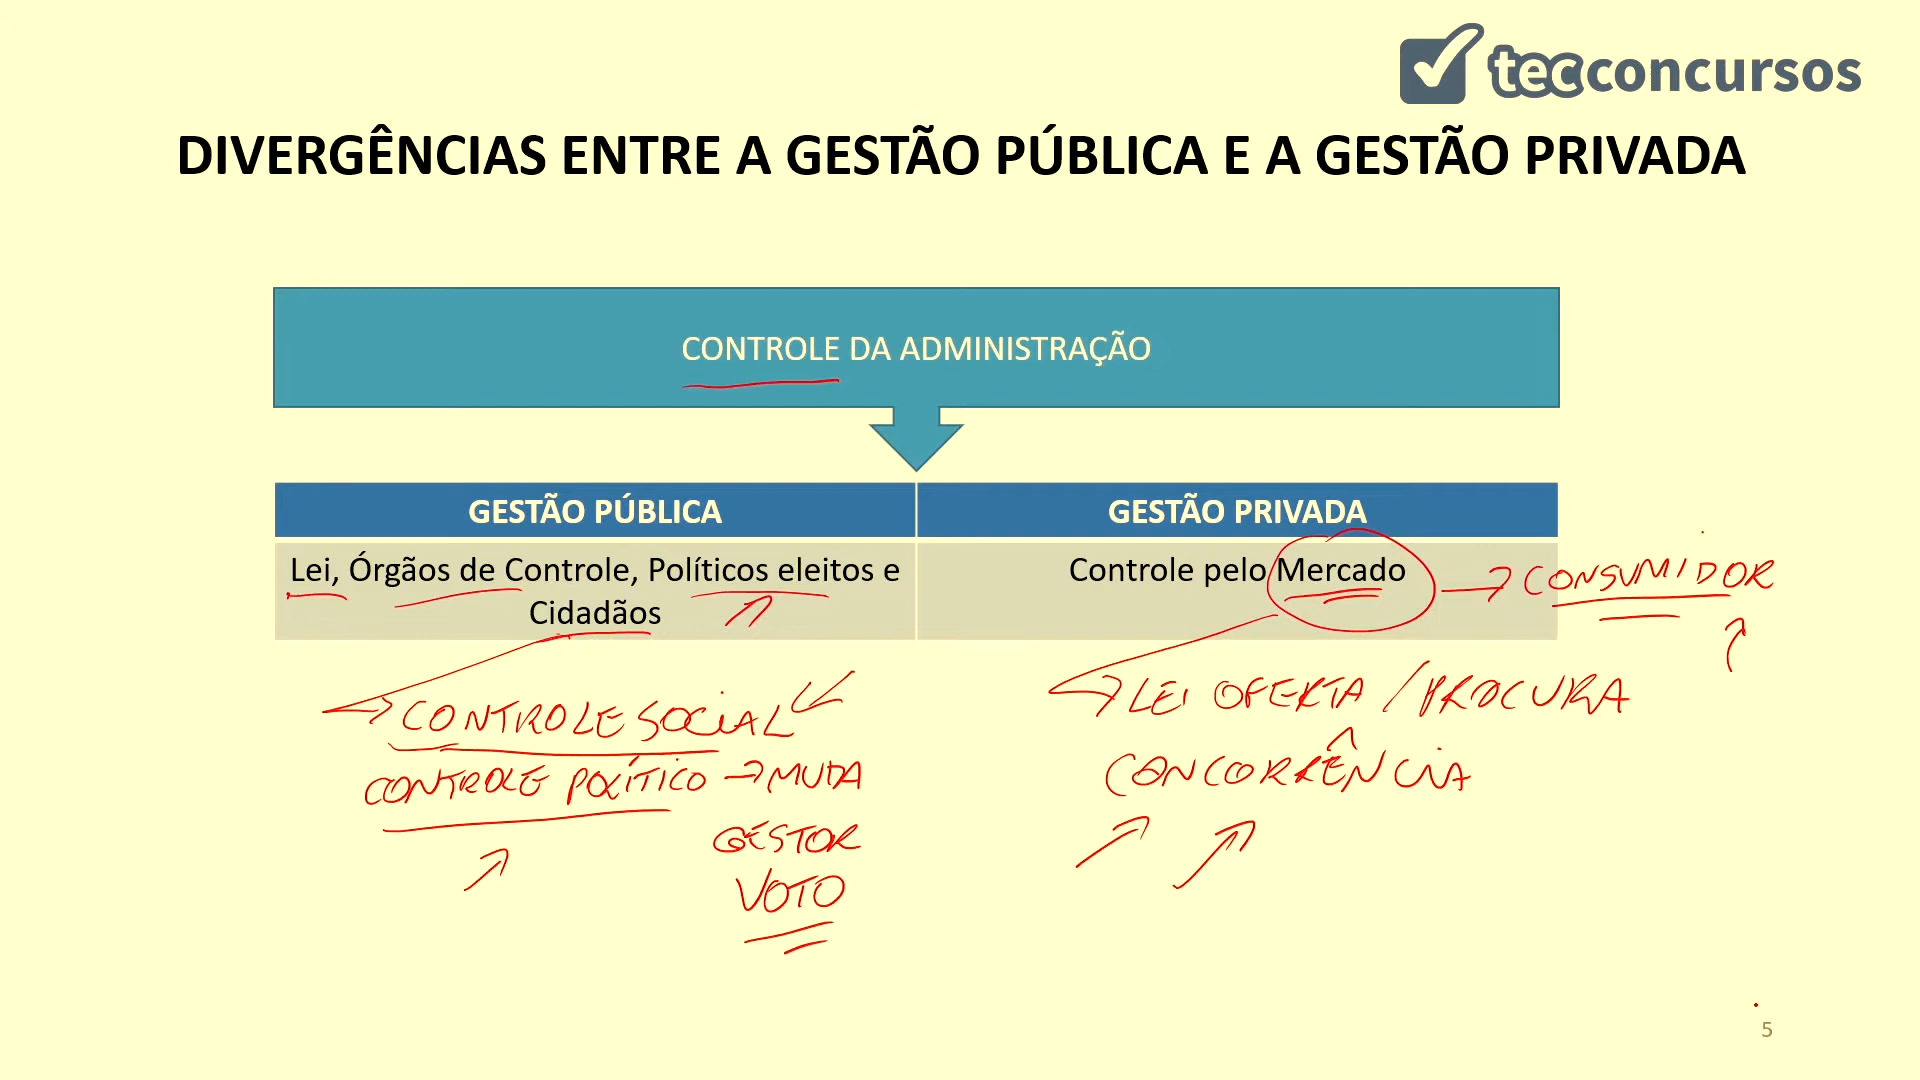 tecconcursos
DIVERGÊNCIAS ENTRE A GESTÃO PÚBLICA E A GESTÃO PRIVADA
CONTROLE DA ADMINISTRAÇÃO
GESTÃO PÚBLICA
GESTÃO PRIVADA
Lei, Órgãos de Controle, Políticos eleitos e
Cidadãos
Controle pelo Mercado
CONSUMIDOR
CONTROLE SOCIAL
CONTROLE POLÍTICO → MUDA
GESTOR
VOTO
LEI OFERTA / PROCURA
CONCORRÊNCIA
5